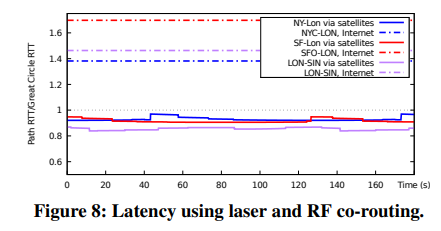 Path RTT/Great Circle RTT
1.6
1.4
1.2
1
0.8
0.6
NY-Lon via satellites
NYC-LON, Internet
SF-Lon via satellites
SFO-LON, Internet
LON-SIN via satellites
LON-SIN, Internet
0 20 40 60 80 100 120 140 160 Time (s)
Figure 8: Latency using laser and RF co-routing.